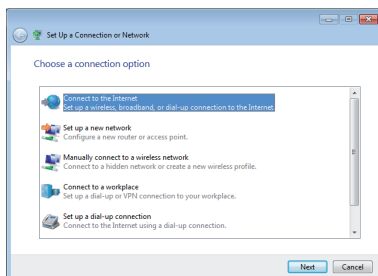 Set Up a Connection or Network
Choose a connection option
Connect to the Internet
Set up a wireless, broadband, or dial-up connection to the Internet
Set up a new network
Configure a new router or access point.
Manually connect to a wireless network
Connect to a hidden network or create a new wireless profile.
Connect to a workplace
Set up a dial-up or VPN connection to your workplace.
Set up a dial-up connection
Connect to the Internet using a dial-up connection.
Next
Cancel